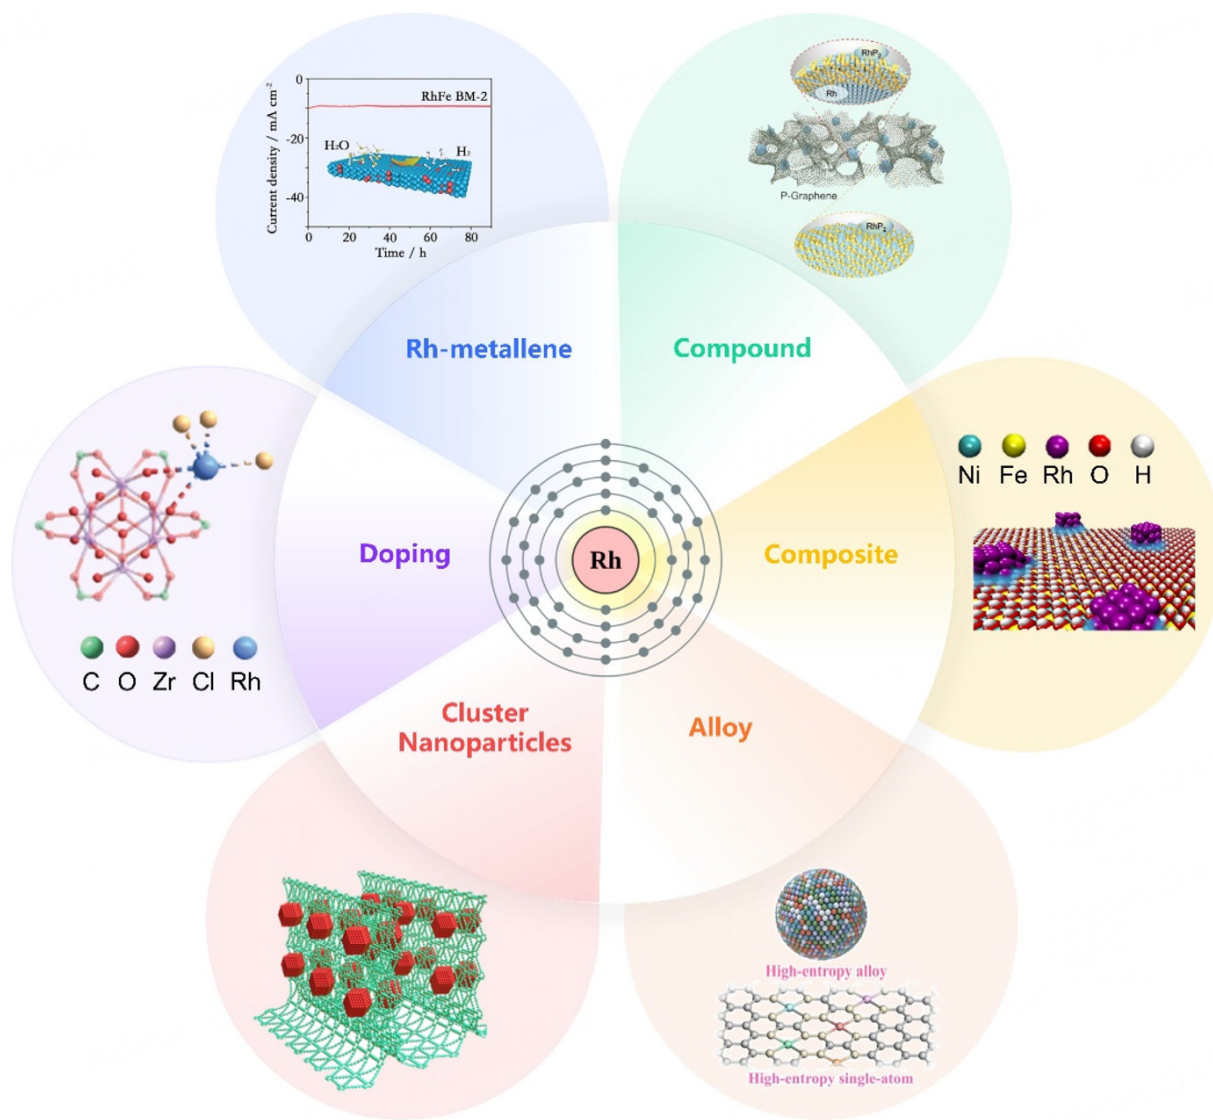 0
-20
-40
Current density / mA cm⁻²
RhFe BM-2
H₂O
H₂
0 20 40 60 80
Time / h
RhP₂
Rh
P-Graphene
RhP₂
Rh-metallene
Compound
Ni Fe Rh O H
Doping
Rh
Composite
C O Zr Cl Rh
Cluster
Nanoparticles
Alloy
High-entropy alloy
High-entropy single-atom